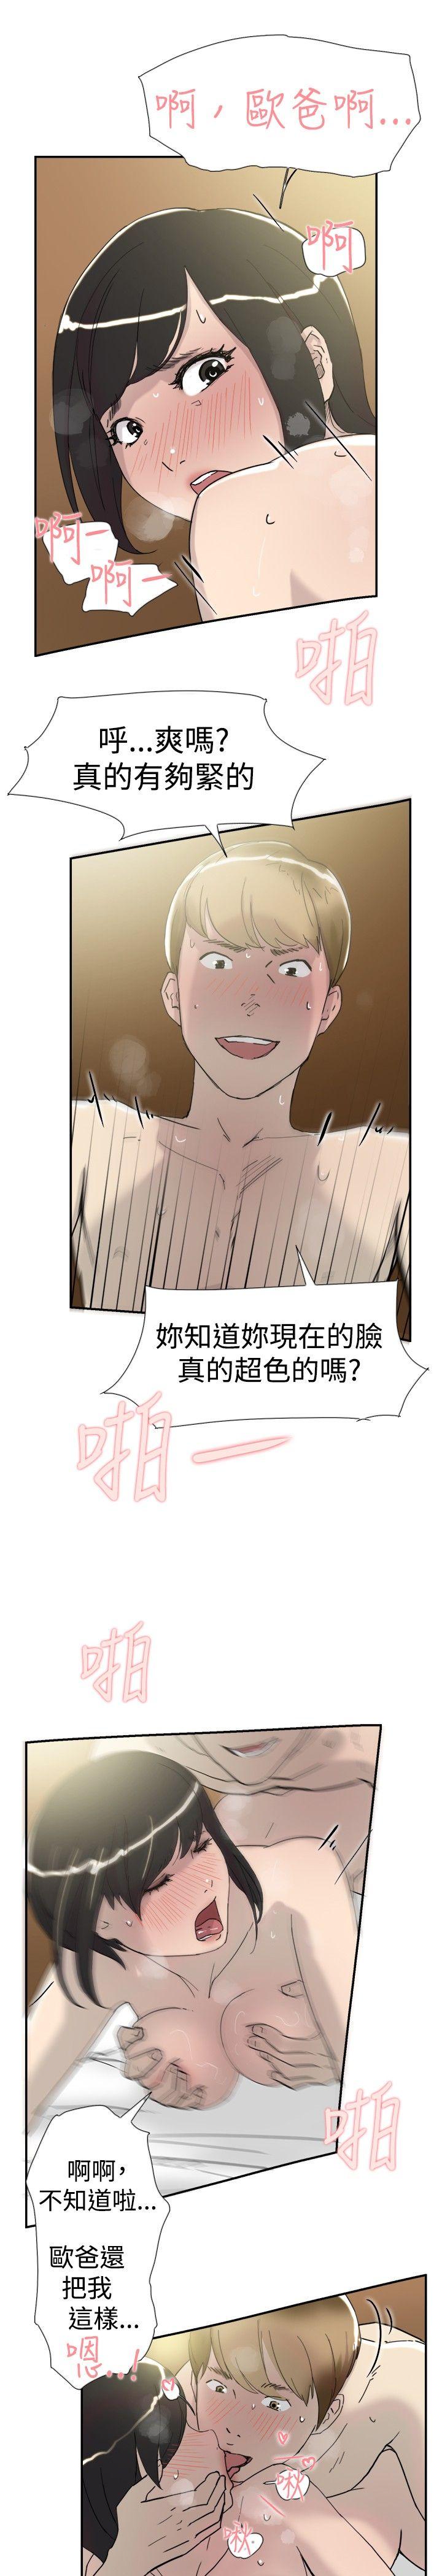 啊，歐爸啊...
啊
啊一
啊一
啪
呼...爽嗎?
真的有夠緊的
妳知道妳現在的臉
真的超色的嗎?
啪一
啪
啪
啊啊，
不知道啦...
歐爸還
把我
這樣...
嗯..!
啾
啾